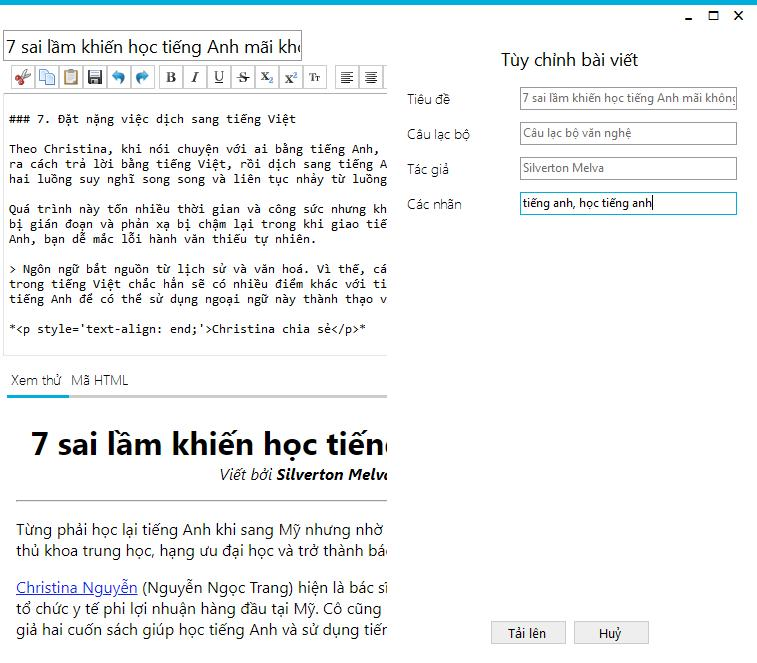 7 sai lầm khiến học tiếng Anh mãi
B I U S X₂ X² Tr
### 7. Đặt nặng việc dịch sang tiếng Việt
Theo Christina, khi nói chuyện với ai bằng tiếng Anh,
ra cách trả lời bằng tiếng Việt, rồi dịch sang tiếng A
hai luồng suy nghĩ song song và liên tục nhảy từ luồng
Quá trình này tốn nhiều thời gian và công sức nhưng kh
bị gián đoạn và phản xạ bị chậm lại trong khi giao tiế
Anh, bạn dễ mắc lỗi hành văn thiếu tự nhiên.
> Ngôn ngữ bắt nguồn từ lịch sử và văn hoá. Vì thế, cá
trong tiếng Việt chắc hẳn sẽ có nhiều điểm khác với ti
tiếng Anh để có thể sử dụng ngoại ngữ này thành thạo v
*<p style='text-align: end;'>Christina chia sẻ</p>*
Xem thử Mã HTML
7 sai lầm khiến học tiến
Viết bởi Silverton Melv
Từng phải học lại tiếng Anh khi sang Mỹ nhưng nhờ
thủ khoa trung học, hạng ưu đại học và trở thành bá
Christina Nguyễn (Nguyễn Ngọc Trang) hiện là bác sĩ
tổ chức y tế phi lợi nhuận hàng đầu tại Mỹ. Cô cũng
giả hai cuốn sách giúp học tiếng Anh và sử dụng tiến
Tùy chỉnh bài viết
Tiêu đề 7 sai lầm khiến học tiếng Anh mãi không
Câu lạc bộ Câu lạc bộ văn nghệ
Tác giả Silverton Melva
Các nhãn tiếng anh, học tiếng anh
Tải lên Huỷ